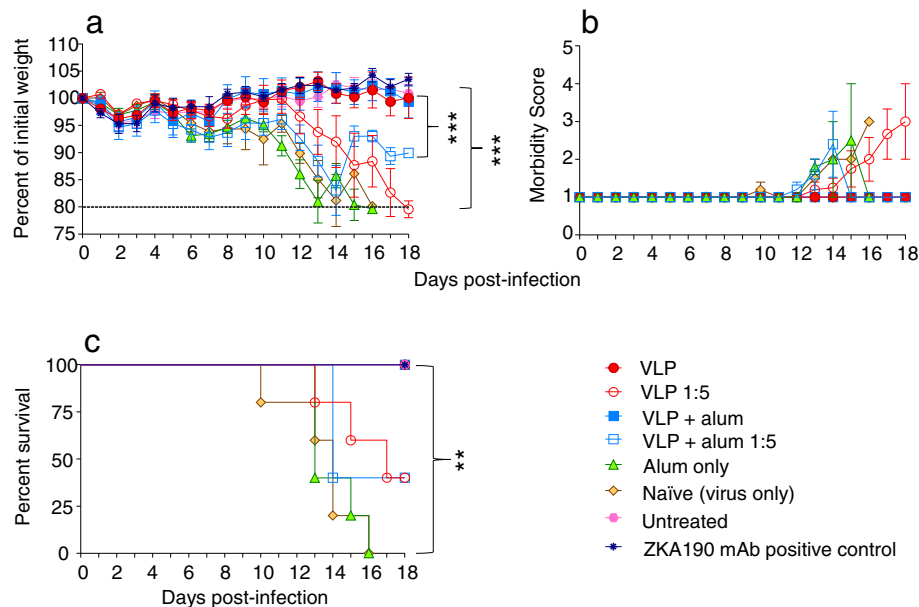 a
b
Percent of initial weight
110
105
100
95
90
85
80
75
0 2 4 6 8 10 12 14 16 18
***
***
Morbidity Score
5
4
3
2
1
0
0 2 4 6 8 10 12 14 16 18
Days post-infection
c
Percent survival
100
75
50
25
0
0 2 4 6 8 10 12 14 16 18
Days post-infection
**
VLP
VLP 1:5
VLP + alum
VLP + alum 1:5
Alum only
Naïve (virus only)
Untreated
ZKA190 mAb positive control